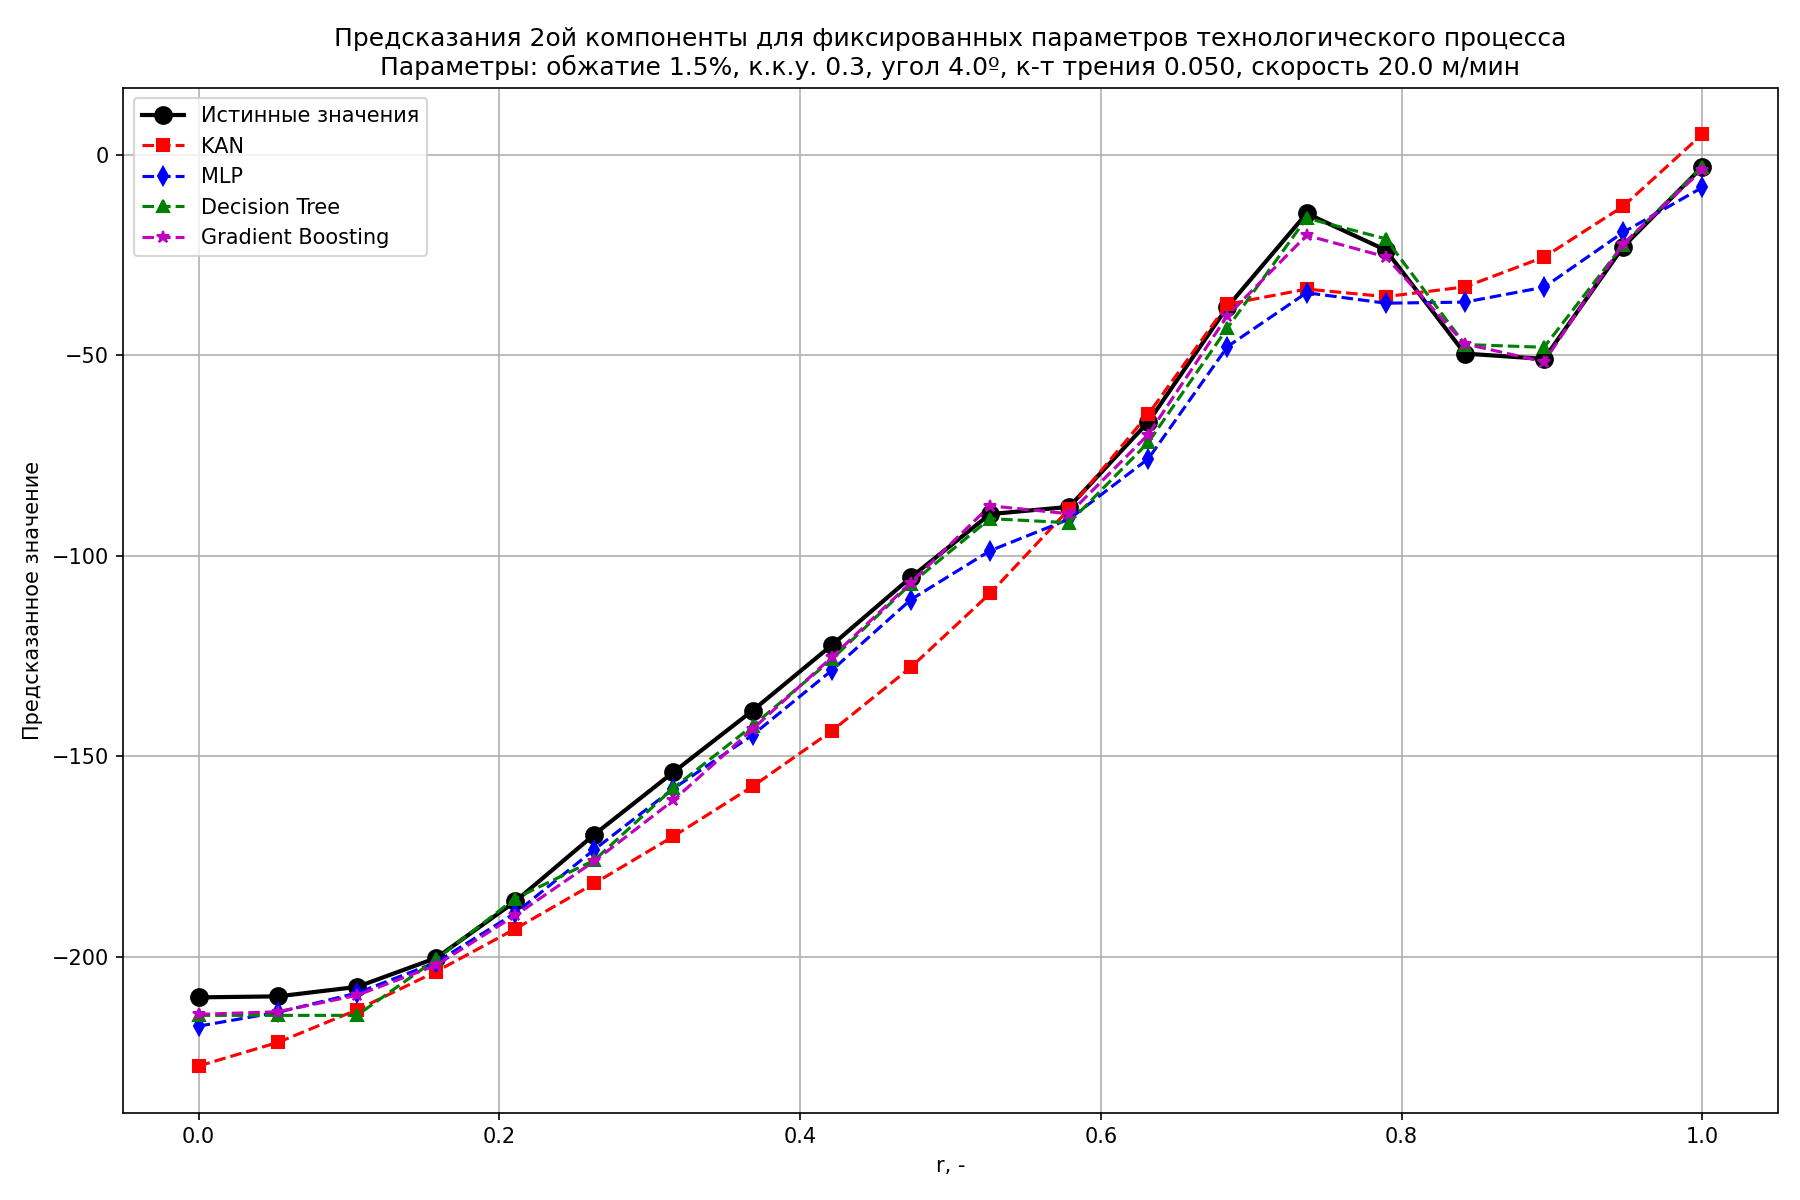 Предсказания 2ой компоненты для фиксированных параметров технологического процесса
Параметры: обжатие 1.5%, к.к.у. 0.3, угол 4.0º, к-т трения 0.050, скорость 20.0 м/мин
Истинные значения
KAN
MLP
Decision Tree
Gradient Boosting
Предсказанное значение
0
−50
−100
−150
−200
0.0 0.2 0.4 0.6 0.8 1.0
r, -